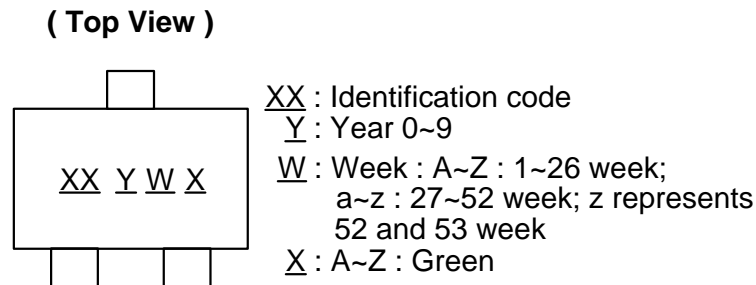 ( Top View )
XX : Identification code
Y : Year 0~9
XX Y W X
W : Week : A~Z : 1~26 week;
a~z : 27~52 week; z represents
52 and 53 week
X : A~Z : Green